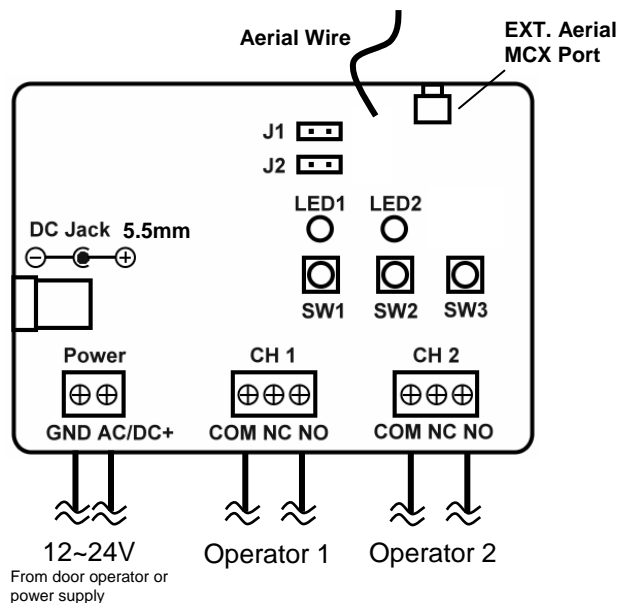 Aerial Wire
EXT. Aerial
MCX Port
J1
J2
LED1 LED2
DC Jack 5.5mm
SW1 SW2 SW3
Power CH 1 CH 2
GND AC/DC+ COM NC NO COM NC NO
12~24V Operator 1 Operator 2
From door operator or
power supply